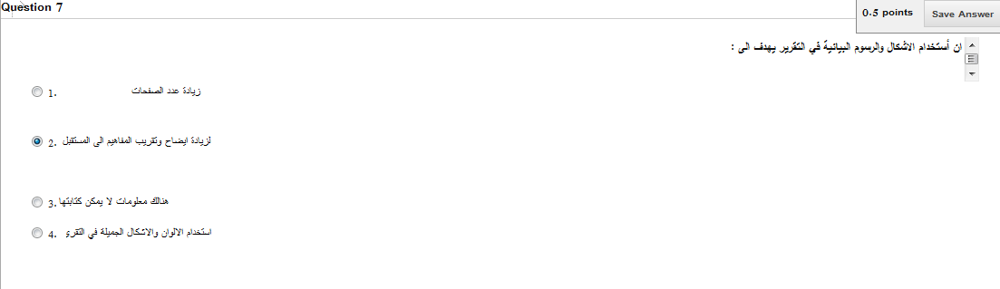 Question 7
0.5 points
Save Answer
ان أستخدام الاشكال والرسوم البيانية في التقرير يهدف الى :
1. زيادة عدد الصفحات
2. لزيادة ايضاح وتقريب المفاهيم الى المستقبل
3. هنالك معلومات لا يمكن كتابتها
4. استخدام الالوان والاشكال الجميلة في التقرء